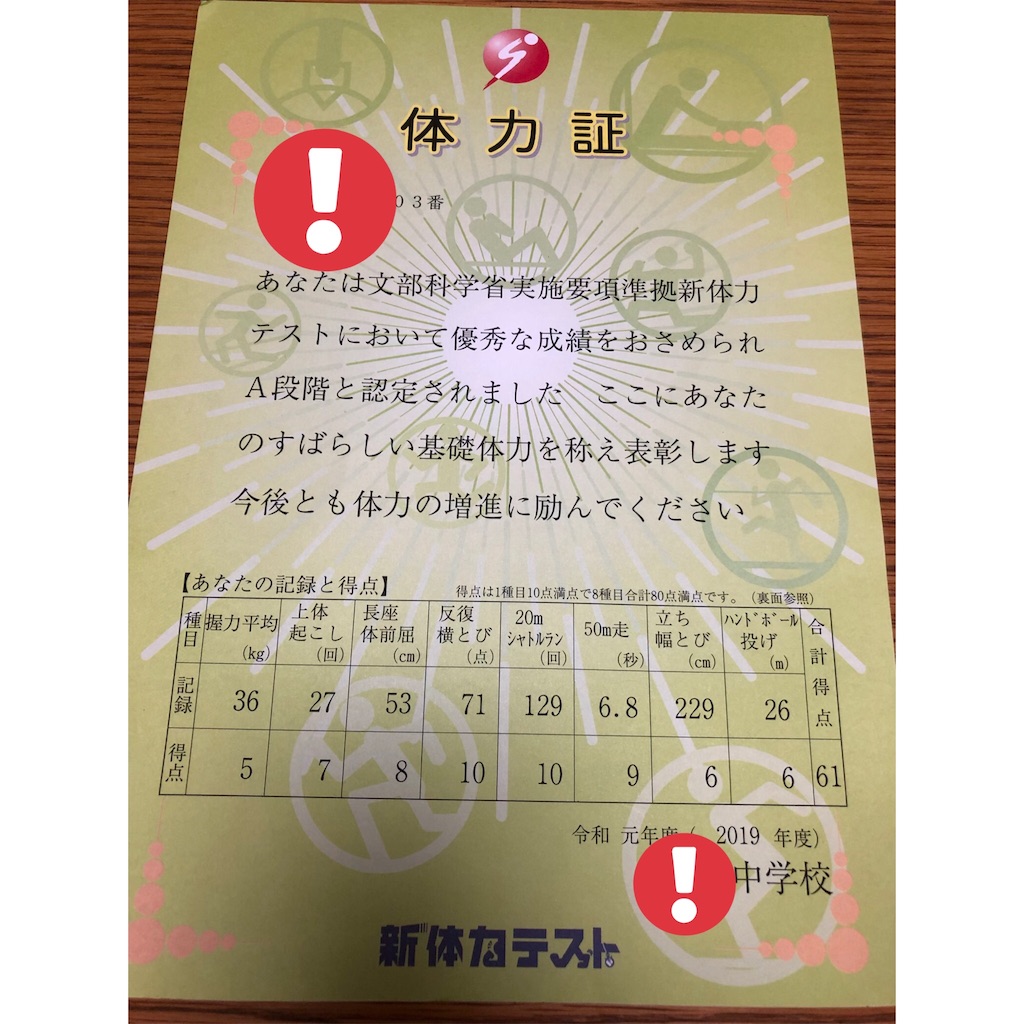 体力証
03番
あなたは文部科学省実施要項準拠新体力
テストにおいて優秀な成績をおさめられ
A段階と認定されました　ここにあなた
のすばらしい基礎体力を称え表彰します
今後とも体力の増進に励んでください
【あなたの記録と得点】 得点は1種目10点満点で8種目合計80点満点です。（裏面参照）
種目 握力平均(kg) 上体起こし(回) 長座体前屈(cm) 反復横とび(点) 20mシャトルラン(回) 50m走(秒) 立ち幅とび(cm) ハンドボール投げ(m) 合計得点
記録 36 27 53 71 129 6.8 229 26
得点 5 7 8 10 10 9 6 6 61
令和 元年度( 2019 年度)
中学校
新体力テスト